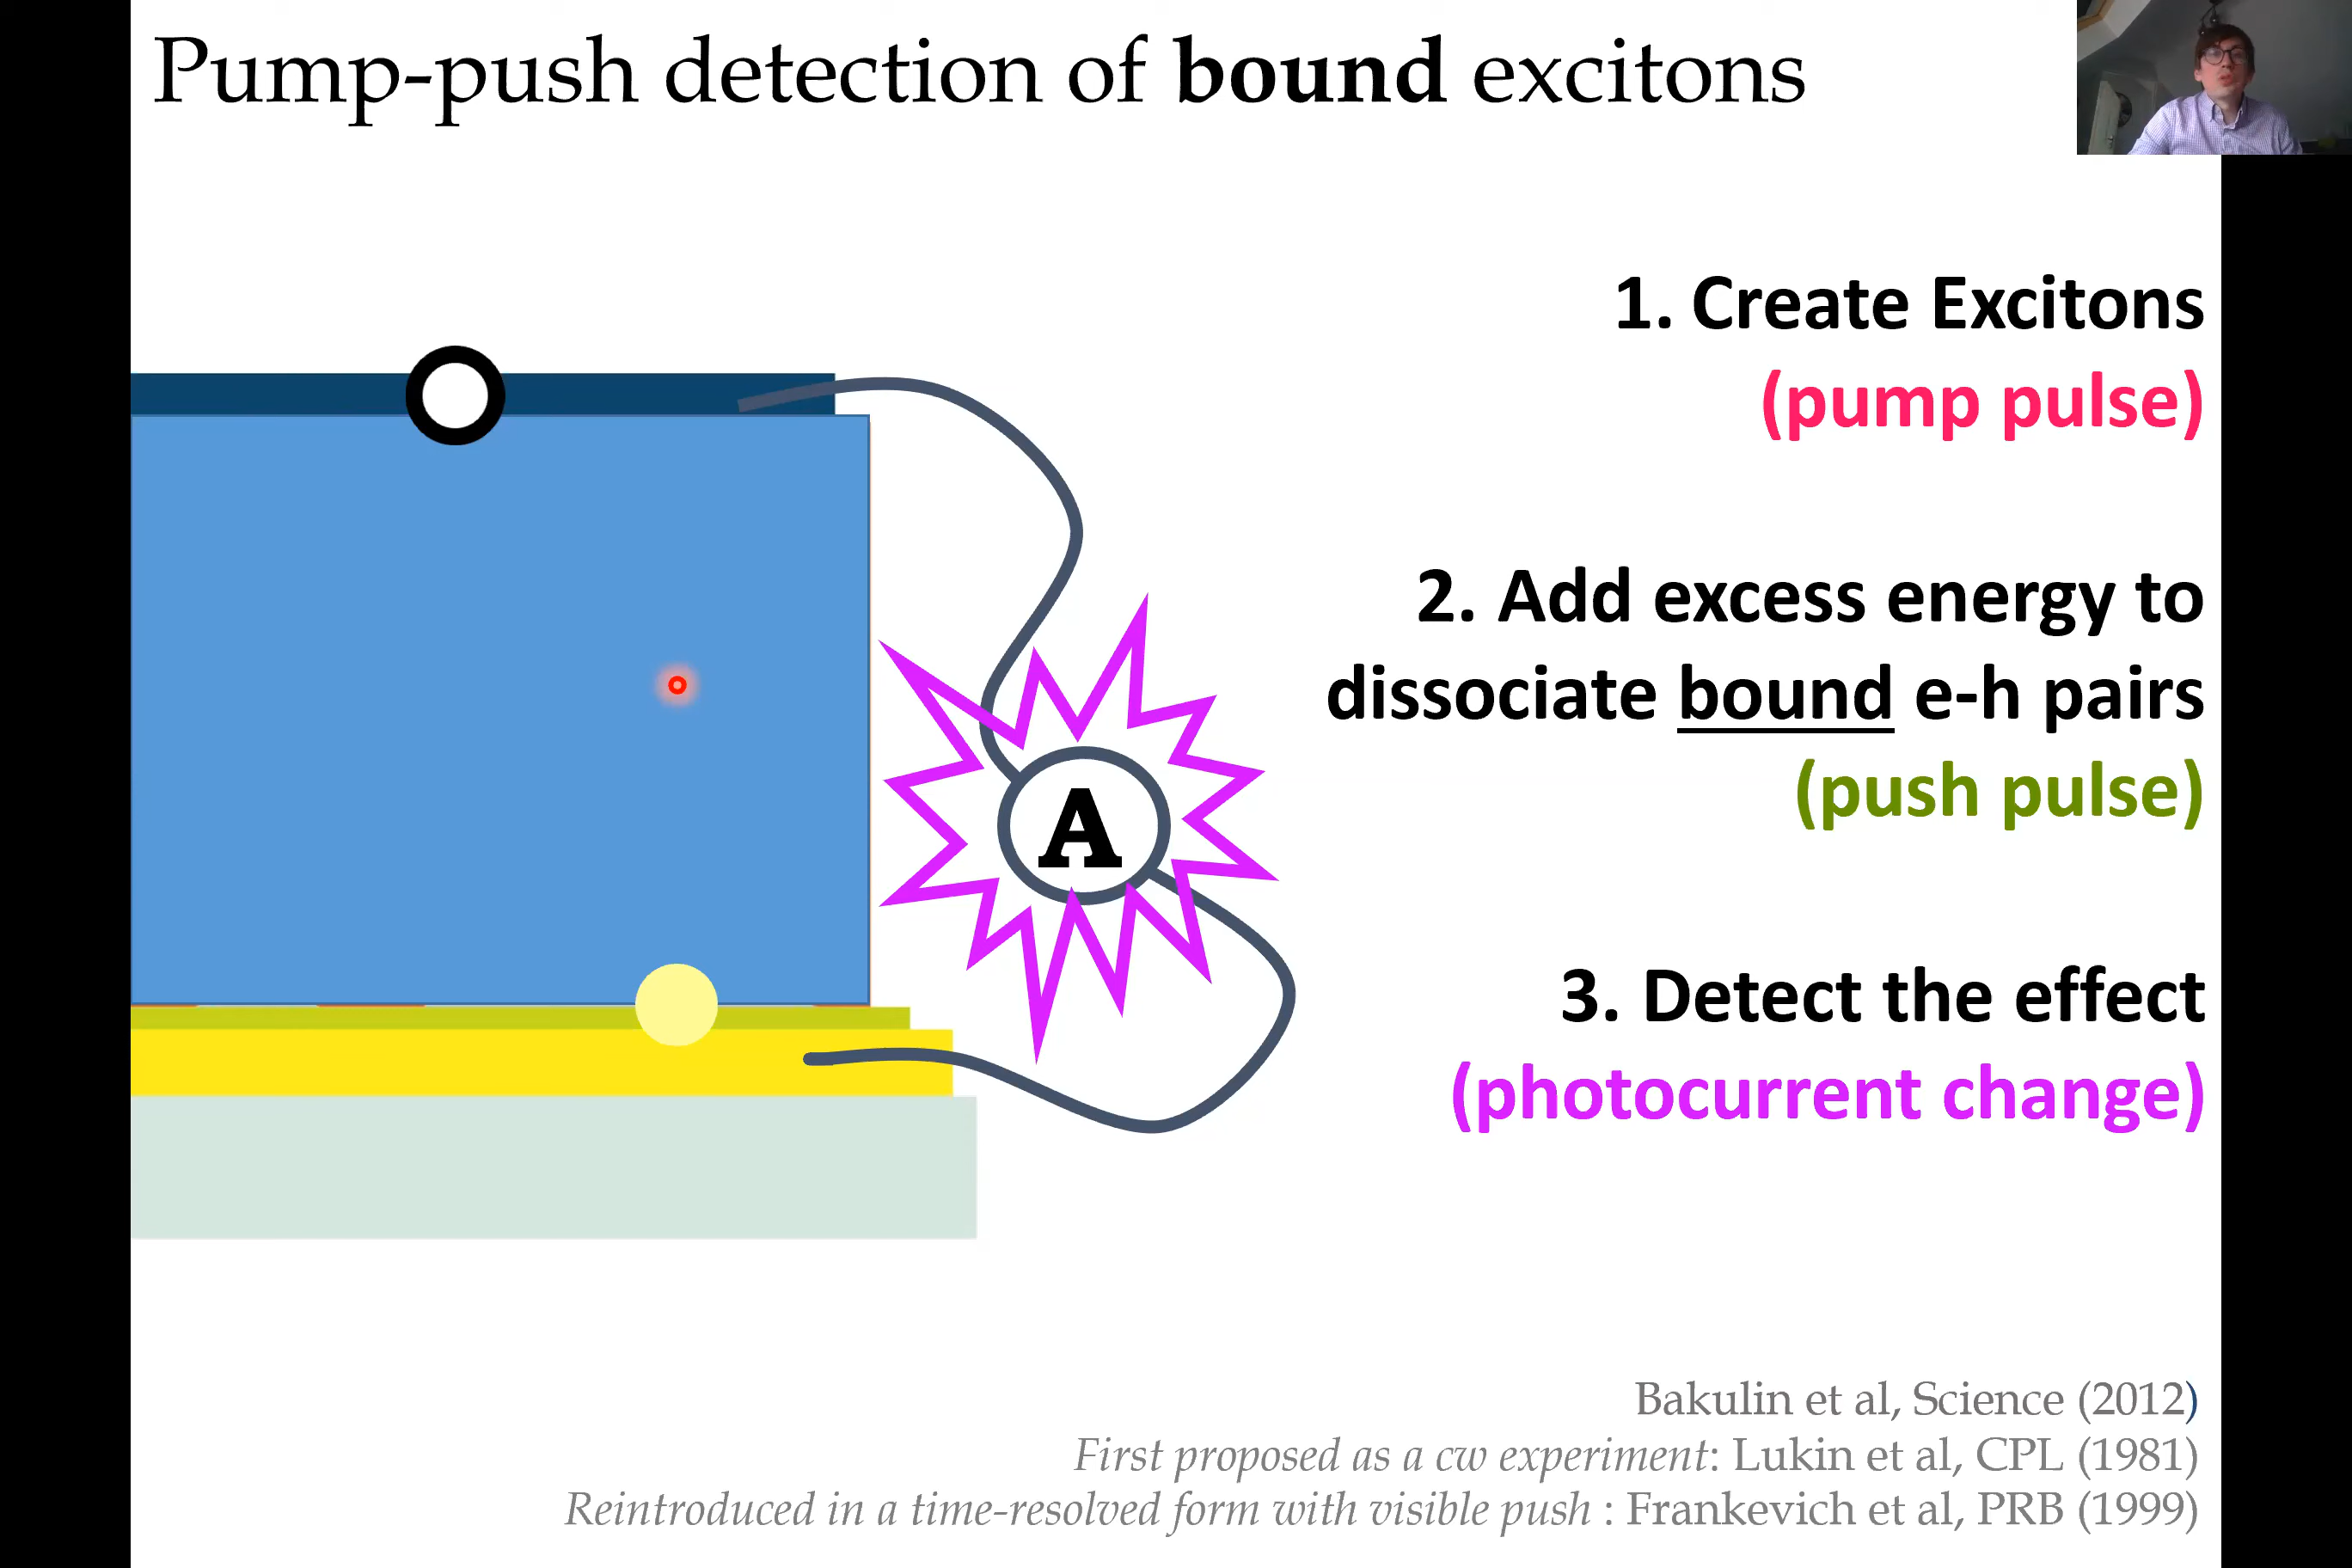 Pump-push detection of bound excitons
1. Create Excitons
(pump pulse)
2. Add excess energy to
dissociate bound e-h pairs
(push pulse)
A
3. Detect the effect
(photocurrent change)
Bakulin et al, Science (2012)
First proposed as a cw experiment: Lukin et al, CPL (1981)
Reintroduced in a time-resolved form with visible push : Frankevich et al, PRB (1999)